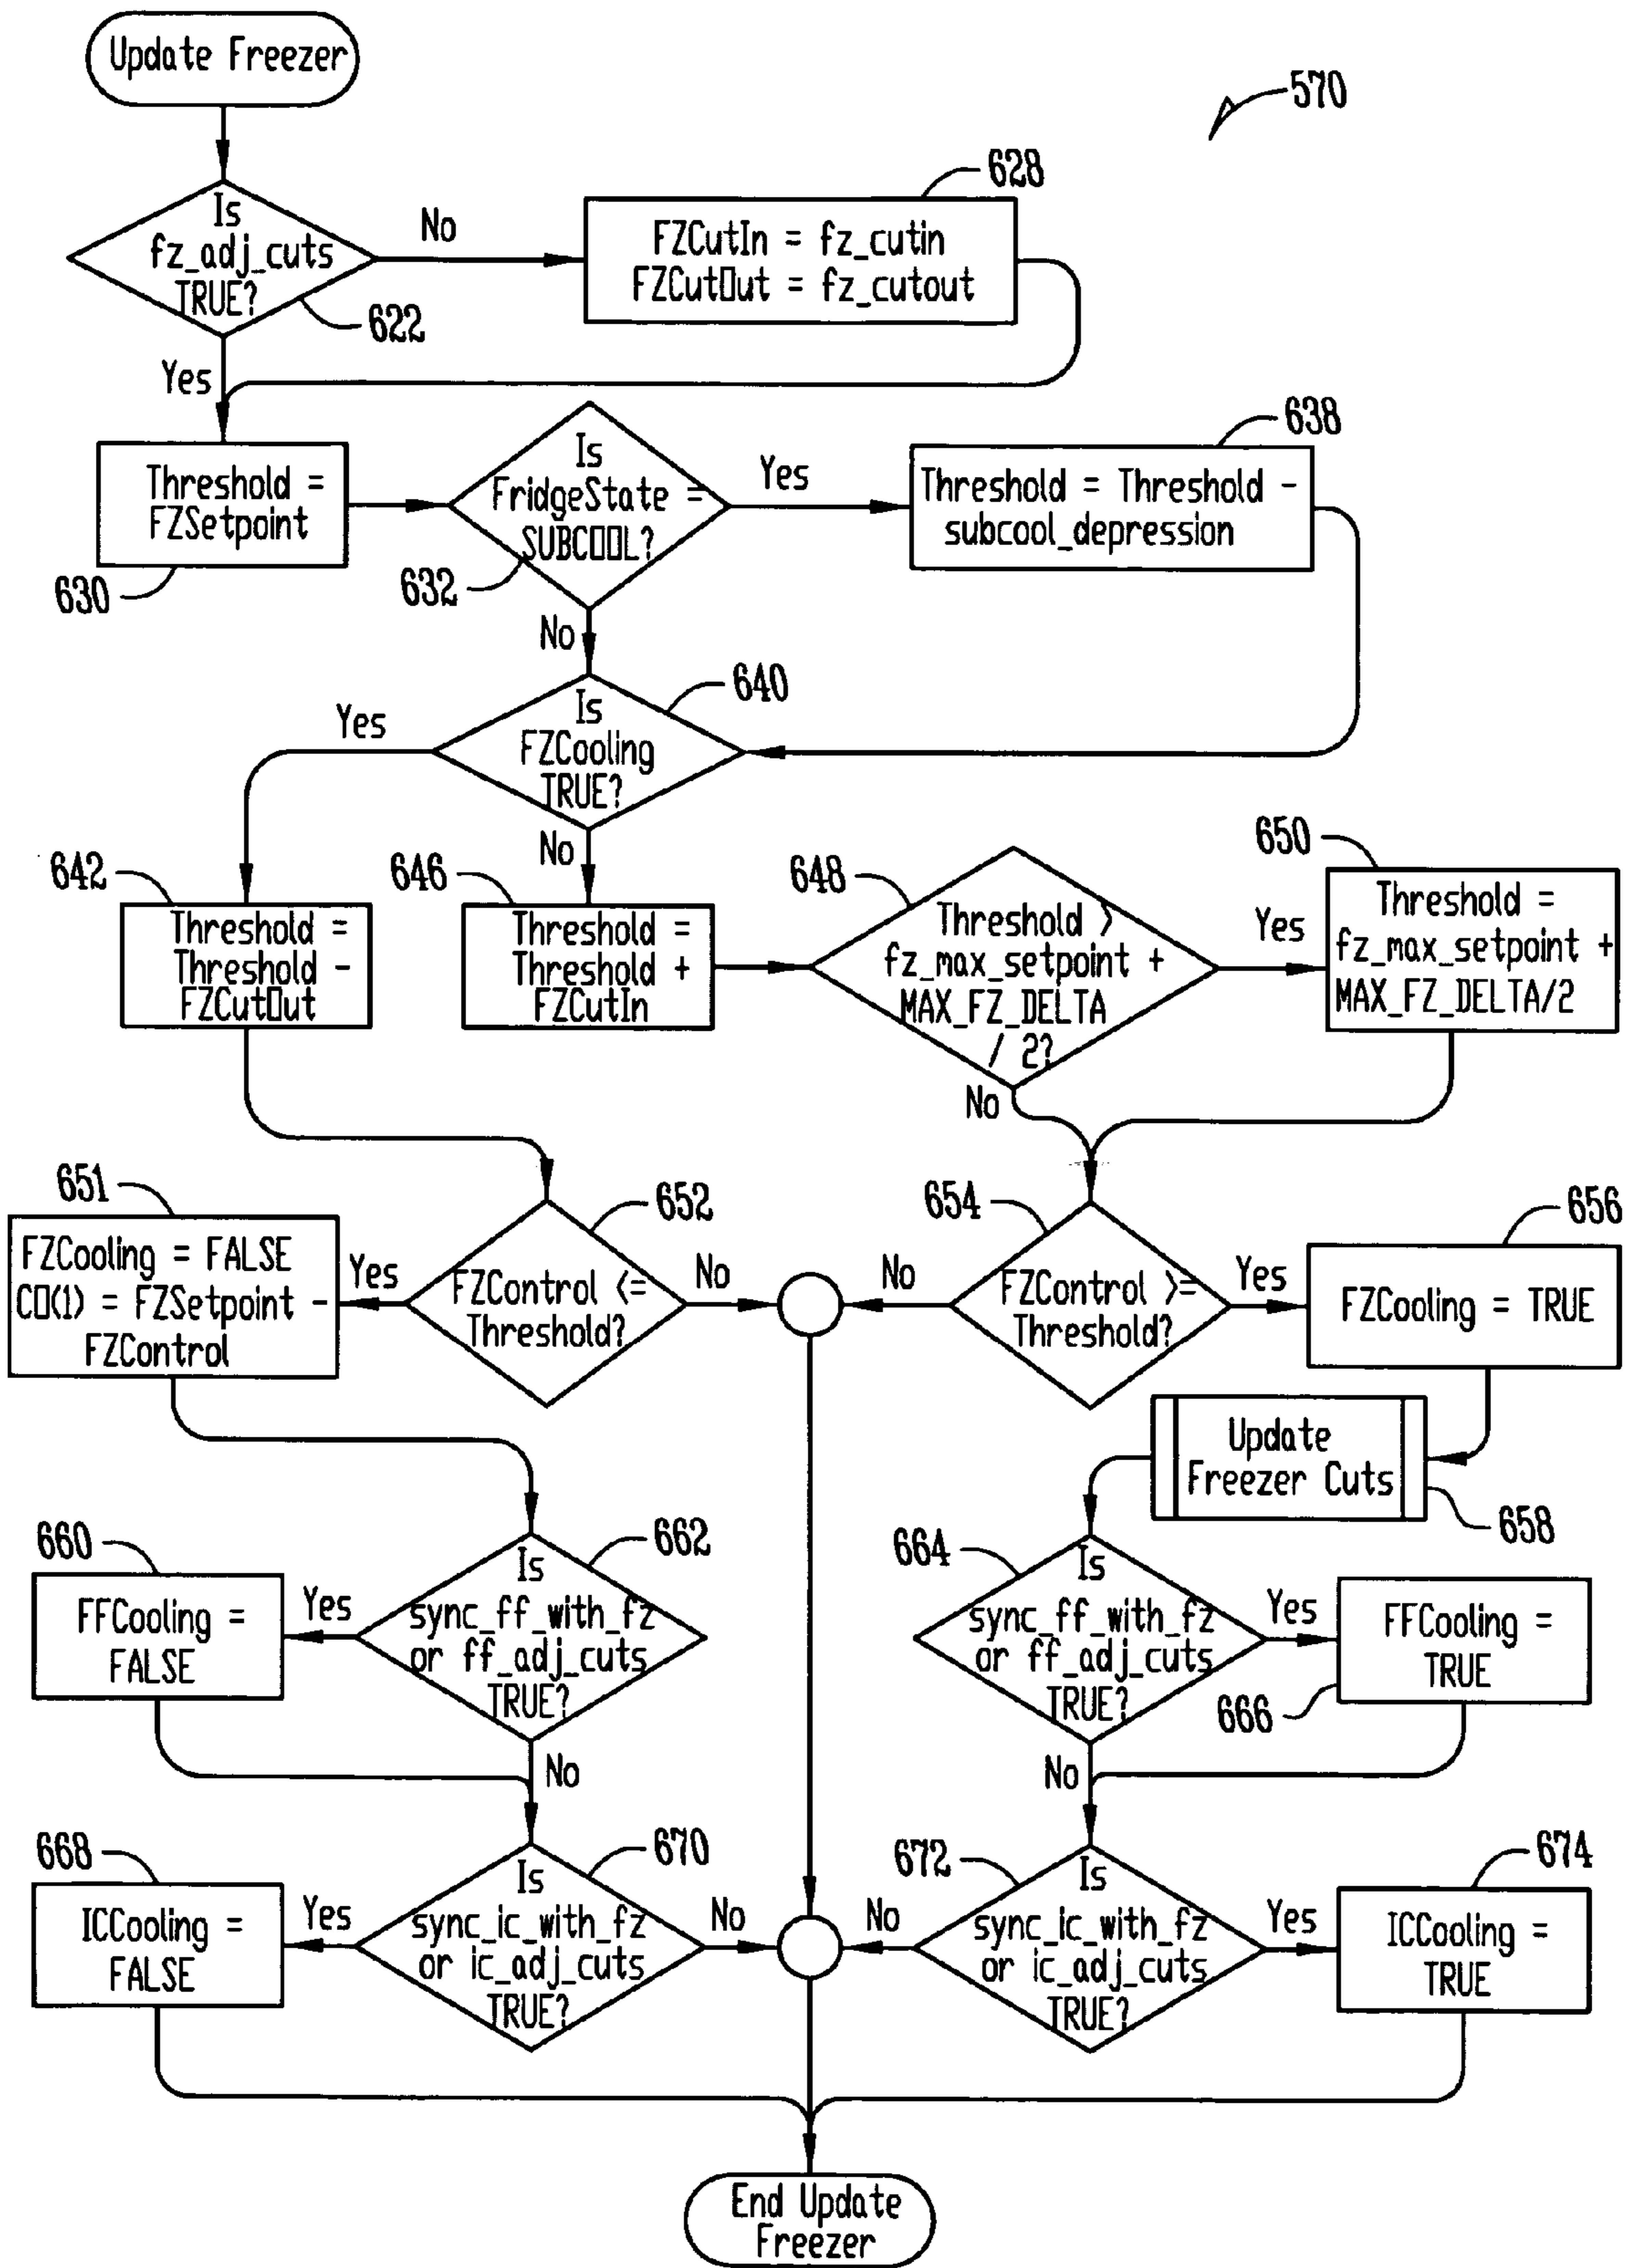 Update Freezer
570
Is
fz_adj_cuts
TRUE?
622
No
Yes
628
FZCutIn = fz_cutin
FZCutOut = fz_cutout
Threshold =
FZSetpoint
630
Is
FridgeState =
SUBCOOL?
632
Yes
No
638
Threshold = Threshold -
subcool_depression
Is
FZCooling
TRUE?
640
Yes
No
642
Threshold =
Threshold -
FZCutOut
646
Threshold =
Threshold +
FZCutIn
648
Threshold >
fz_max_setpoint +
MAX_FZ_DELTA
/ 2?
Yes
No
650
Threshold =
fz_max_setpoint +
MAX_FZ_DELTA/2
651
FZCooling = FALSE
CO(1) = FZSetpoint -
FZControl
Yes
652
FZControl <=
Threshold?
No
No
654
FZControl >=
Threshold?
Yes
656
FZCooling = TRUE
Update
Freezer Cuts
658
660
FFCooling =
FALSE
Yes
662
Is
sync_ff_with_fz
or ff_adj_cuts
TRUE?
No
664
Is
sync_ff_with_fz
or ff_adj_cuts
TRUE?
Yes
No
FFCooling =
TRUE
666
668
ICCooling =
FALSE
Yes
670
Is
sync_ic_with_fz
or ic_adj_cuts
TRUE?
No
No
672
Is
sync_ic_with_fz
or ic_adj_cuts
TRUE?
Yes
674
ICCooling =
TRUE
End Update
Freezer